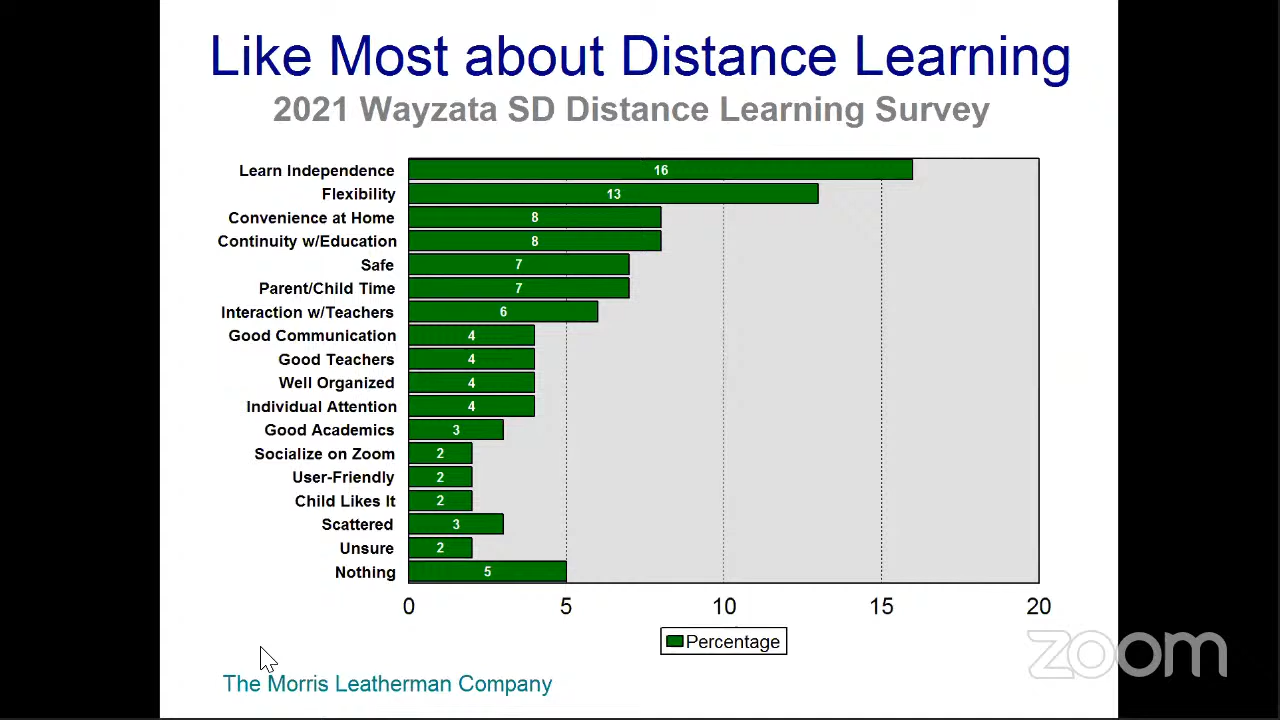 Like Most about Distance Learning
2021 Wayzata SD Distance Learning Survey
Learn Independence 16
Flexibility 13
Convenience at Home 8
Continuity w/Education 8
Safe 7
Parent/Child Time 7
Interaction w/Teachers 6
Good Communication 4
Good Teachers 4
Well Organized 4
Individual Attention 4
Good Academics 3
Socialize on Zoom 2
User-Friendly 2
Child Likes It 2
Scattered 3
Unsure 2
Nothing 5
0 5 10 15 20
Percentage
zoom
The Morris Leatherman Company